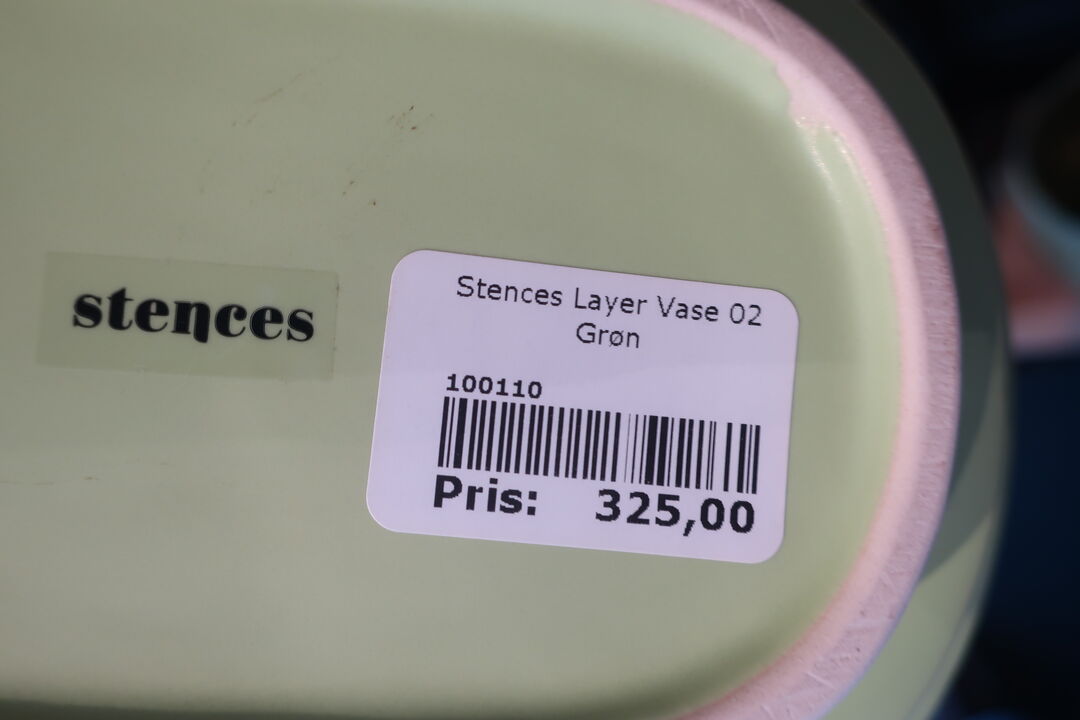 stences
Stences Layer Vase 02
Grøn
100110
Pris: 325,00